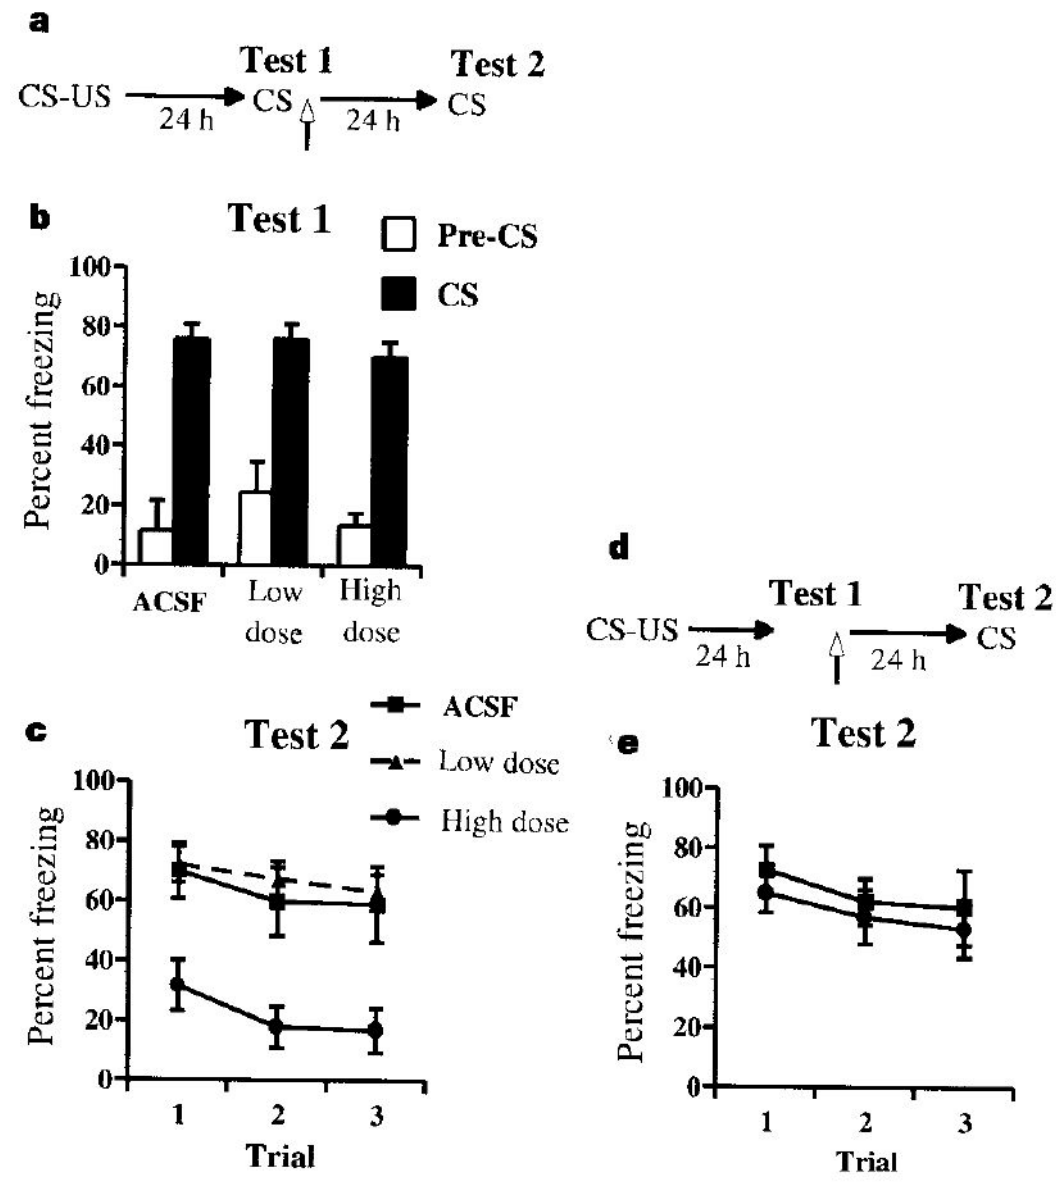 a
Test 1
Test 2
CS-US
24 h
CS
24 h
CS
b
Test 1
Pre-CS
CS
Percent freezing
100
80
60
40
20
0
ACSF
Low
dose
High
dose
c
Test 2
ACSF
Low dose
High dose
Percent freezing
100
80
60
40
20
0
1
2
3
Trial
d
Test 1
Test 2
CS-US
24 h
24 h
CS
e
Test 2
Percent freezing
100
80
60
40
20
0
1
2
3
Trial